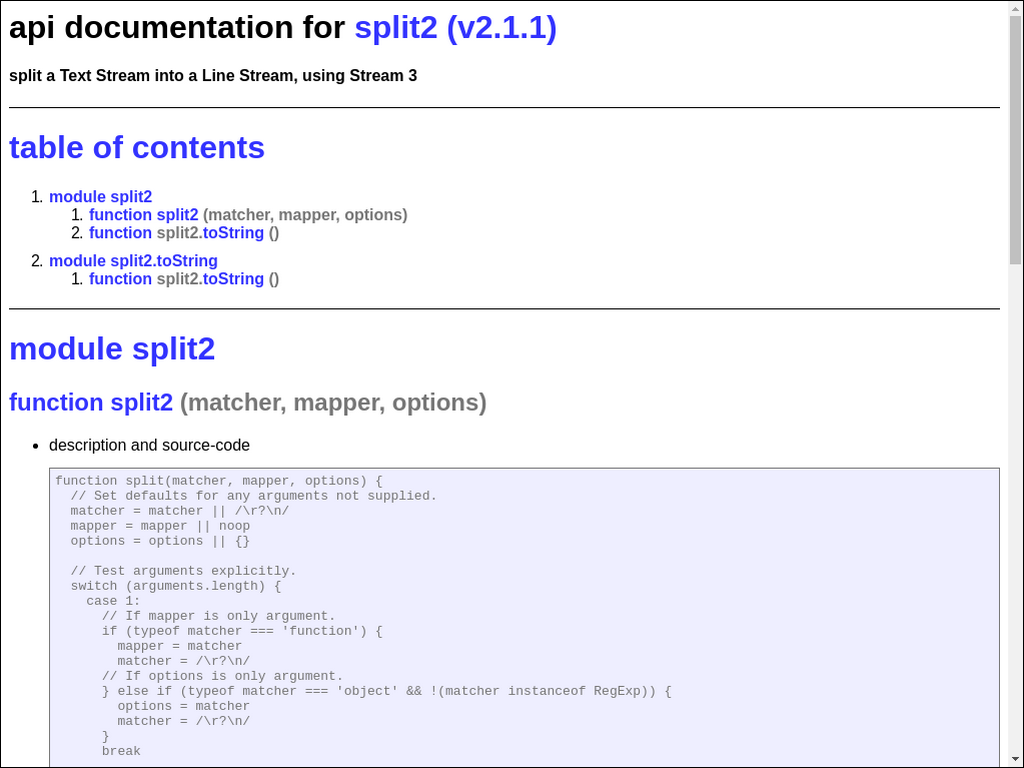 api documentation for split2 (v2.1.1)
split a Text Stream into a Line Stream, using Stream 3
table of contents
1. module split2
1. function split2 (matcher, mapper, options)
2. function split2.toString ()
2. module split2.toString
1. function split2.toString ()
module split2
function split2 (matcher, mapper, options)
• description and source-code
function split(matcher, mapper, options) {
  // Set defaults for any arguments not supplied.
  matcher = matcher || /\r?\n/
  mapper = mapper || noop
  options = options || {}
  // Test arguments explicitly.
  switch (arguments.length) {
    case 1:
      // If mapper is only argument.
      if (typeof matcher === 'function') {
        mapper = matcher
        matcher = /\r?\n/
      // If options is only argument.
      } else if (typeof matcher === 'object' && !(matcher instanceof RegExp)) {
        options = matcher
        matcher = /\r?\n/
      }
      break